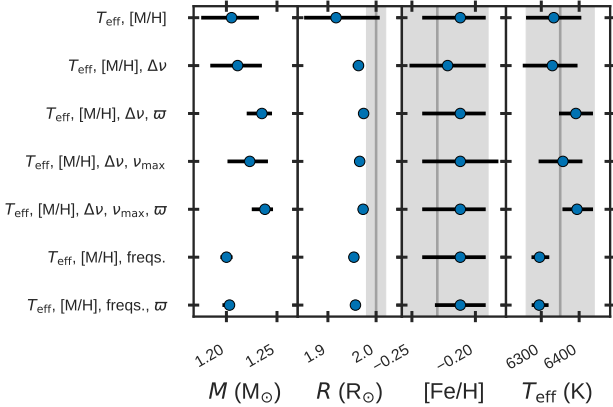 Teff, [M/H]
Teff, [M/H], Δν
Teff, [M/H], Δν, ϖ
Teff, [M/H], Δν, νmax
Teff, [M/H], Δν, νmax, ϖ
Teff, [M/H], freqs.
Teff, [M/H], freqs., ϖ
1.20 1.25 1.9 2.0 −0.25 −0.20 6300 6400
M (M⊙) R (R⊙) [Fe/H] Teff (K)